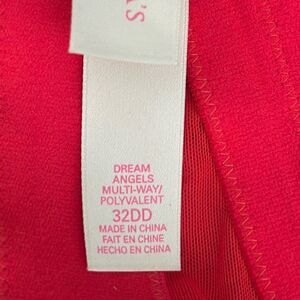 S.
'S
DREAM
ANGELS
MULTI-WAY/
POLYVALENT
32DD
MADE IN CHINA
FAIT EN CHINE
HECHO EN CHINA